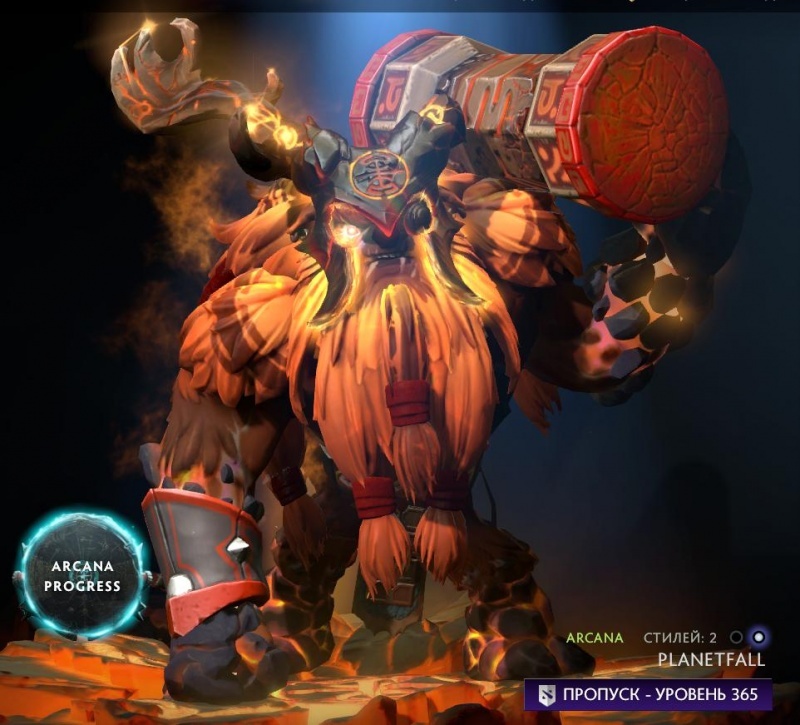 ARCANA
PROGRESS
ARCANA СТИЛЕЙ: 2
PLANETFALL
ПРОПУСК - УРОВЕНЬ 365